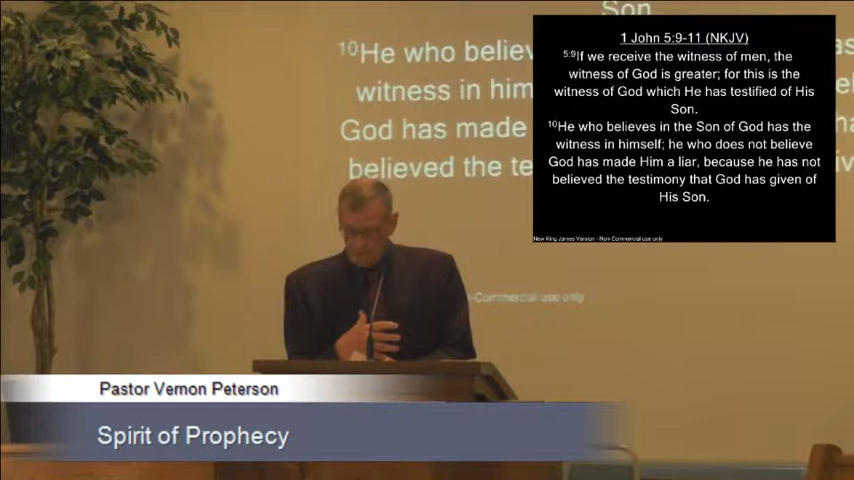 Son
¹⁰He who believ
witness in him
God has made
believed the te
-Commercial use only
1 John 5:9-11 (NKJV)
5:9If we receive the witness of men, the
witness of God is greater; for this is the
witness of God which He has testified of His
Son.
¹⁰He who believes in the Son of God has the
witness in himself; he who does not believe
God has made Him a liar, because he has not
believed the testimony that God has given of
His Son.
New King James Version - Non-Commercial use only
Pastor Vernon Peterson
Spirit of Prophecy